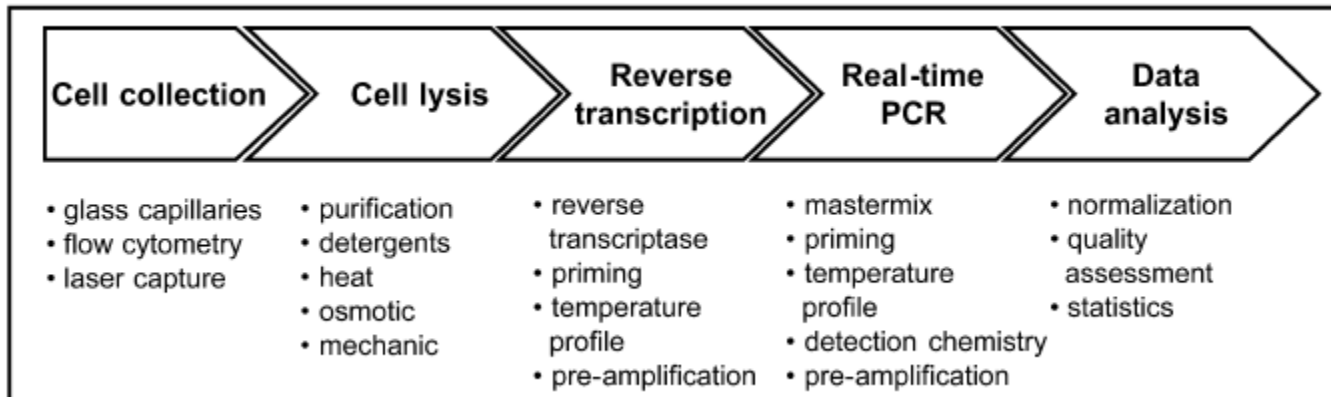 Cell collection
Cell lysis
Reverse
transcription
Real-time
PCR
Data
analysis
• glass capillaries
• flow cytometry
• laser capture
• purification
• detergents
• heat
• osmotic
• mechanic
• reverse
transcriptase
• priming
• temperature
profile
• pre-amplification
• mastermix
• priming
• temperature
profile
• detection chemistry
• pre-amplification
• normalization
• quality
assessment
• statistics